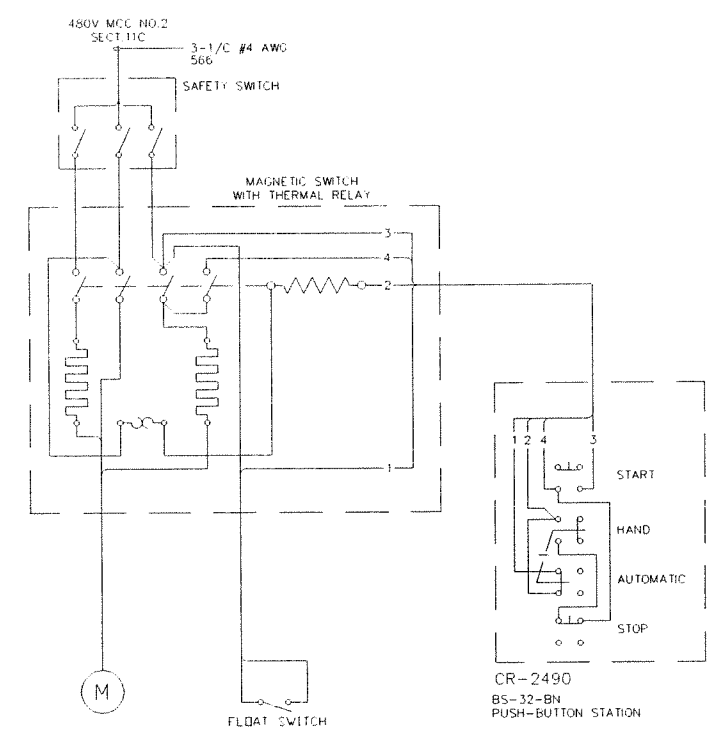 480V MCC NO.2
SECT.11C
3-1/C #4 AWG
566
SAFETY SWITCH
MAGNETIC SWITCH
WITH THERMAL RELAY
3
4
2
1
1 2 4 3
START
HAND
AUTOMATIC
STOP
M
FLOAT SWITCH
CR-2490
BS-32-BN
PUSH-BUTTON STATION